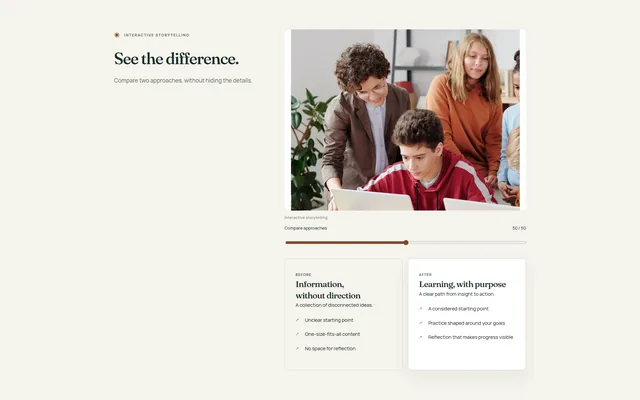 INTERACTIVE STORYTELLING
See the difference.
Compare two approaches, without hiding the details.
Interactive storytelling
Compare approaches
50 / 50
BEFORE
Information,
without direction
A collection of disconnected ideas.
Unclear starting point
One-size-fits-all content
No space for reflection
AFTER
Learning, with purpose
A clear path from insight to action.
A considered starting point
Practice shaped around your goals
Reflection that makes progress visible